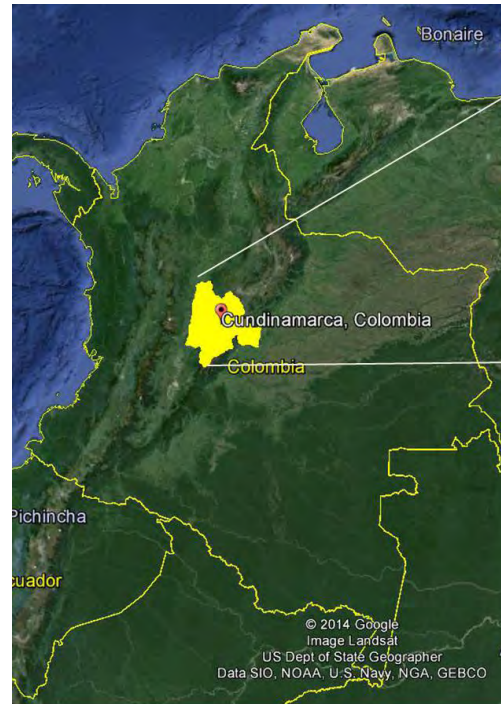 Bonaire
Cundinamarca, Colombia
Colombia
Pichincha
cuador
© 2014 Google
Image Landsat
US Dept of State Geographer
Data SIO, NOAA, U.S. Navy, NGA, GEBCO